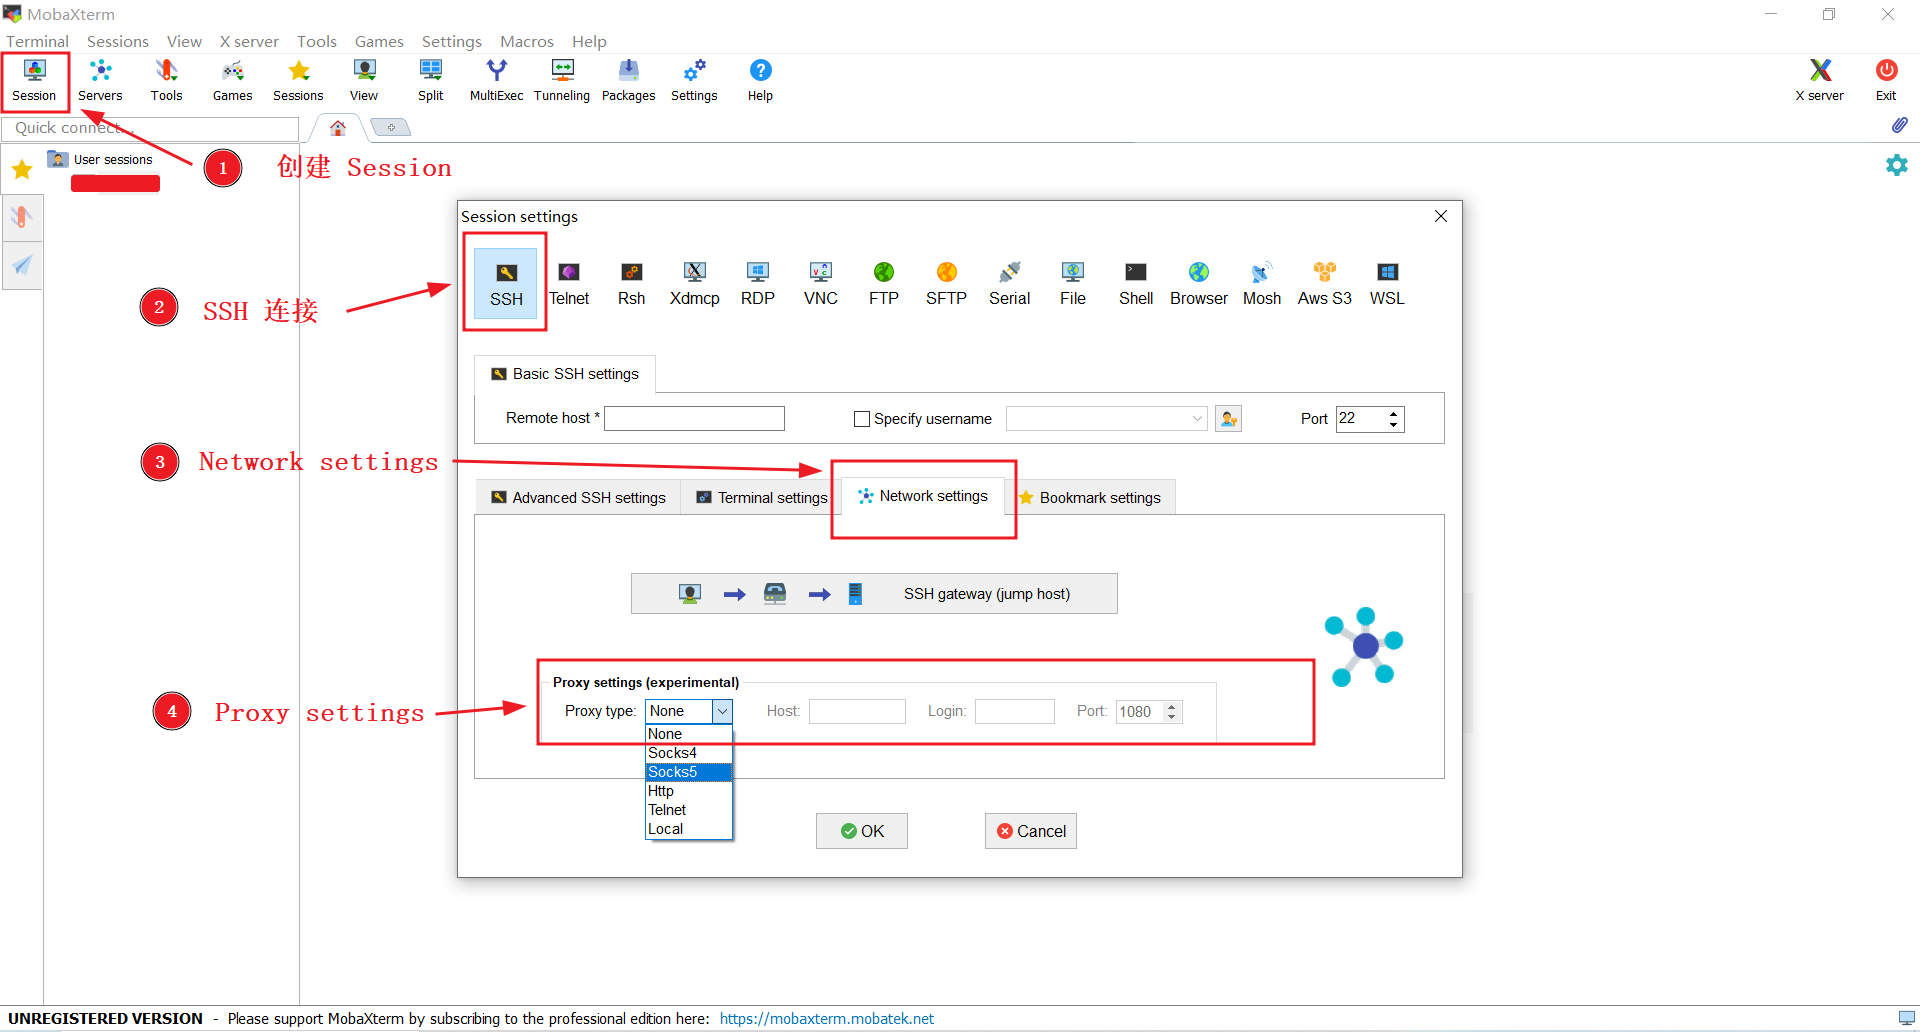 MobaXterm
Terminal Sessions View X server Tools Games Settings Macros Help
Session Servers Tools Games Sessions View Split MultiExec Tunneling Packages Settings Help X server Exit
Quick connect...
User sessions
1 创建 Session
Session settings
SSH Telnet Rsh Xdmcp RDP VNC FTP SFTP Serial File Shell Browser Mosh Aws S3 WSL
2 SSH 连接
Basic SSH settings
Remote host * Specify username Port 22
3 Network settings
Advanced SSH settings Terminal settings Network settings Bookmark settings
SSH gateway (jump host)
Proxy settings (experimental)
4 Proxy settings
Proxy type: None Host: Login: Port: 1080
None
Socks4
Socks5
Http
Telnet
Local
OK Cancel
UNREGISTERED VERSION - Please support MobaXterm by subscribing to the professional edition here: https://mobaxterm.mobatek.net